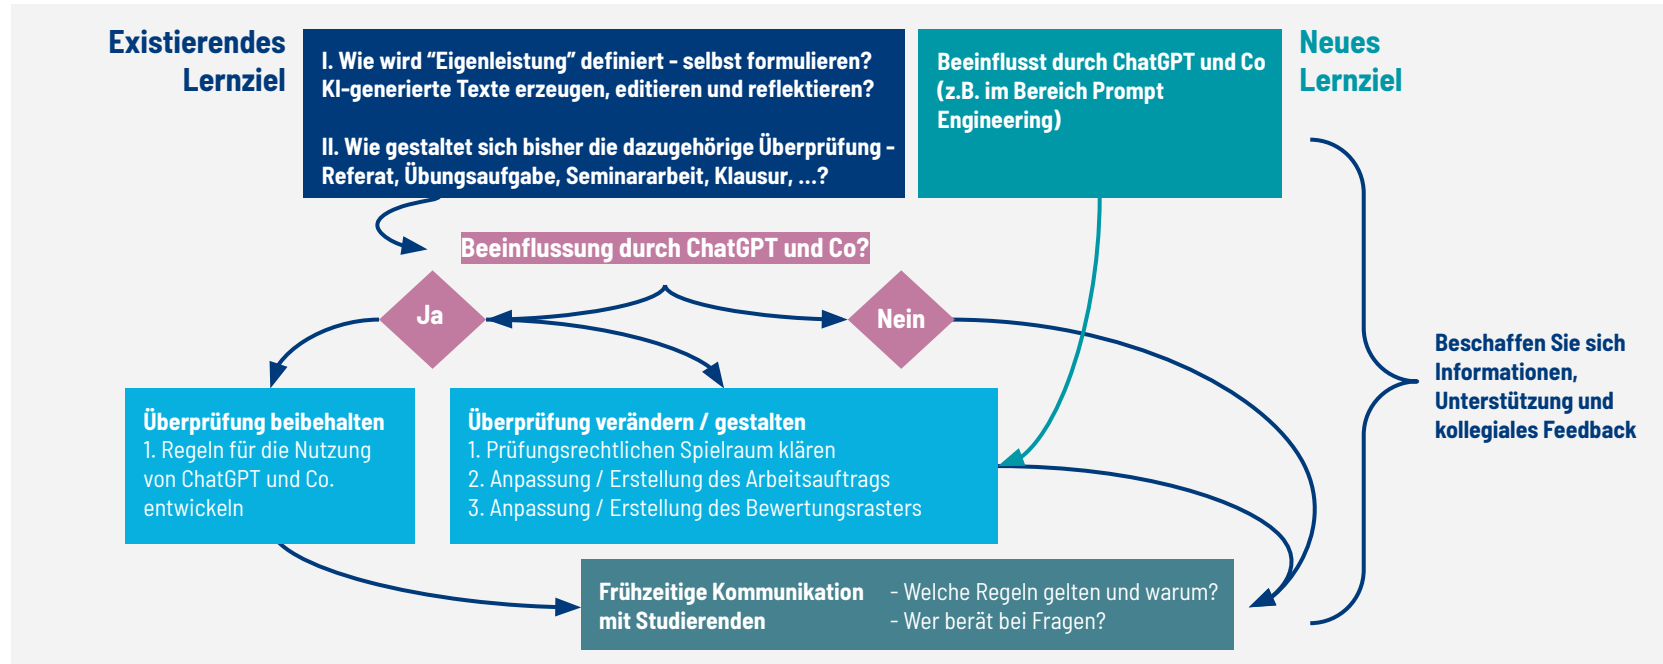 Existierendes
Lernziel
I. Wie wird “Eigenleistung” definiert - selbst formulieren?
KI-generierte Texte erzeugen, editieren und reflektieren?
II. Wie gestaltet sich bisher die dazugehörige Überprüfung -
Referat, Übungsaufgabe, Seminararbeit, Klausur, ...?
Beeinflusst durch ChatGPT und Co
(z.B. im Bereich Prompt
Engineering)
Neues
Lernziel
Beeinflussung durch ChatGPT und Co?
Ja
Nein
Überprüfung beibehalten
1. Regeln für die Nutzung
von ChatGPT und Co.
entwickeln
Überprüfung verändern / gestalten
1. Prüfungsrechtlichen Spielraum klären
2. Anpassung / Erstellung des Arbeitsauftrags
3. Anpassung / Erstellung des Bewertungsrasters
Beschaffen Sie sich
Informationen,
Unterstützung und
kollegiales Feedback
Frühzeitige Kommunikation
mit Studierenden
- Welche Regeln gelten und warum?
- Wer berät bei Fragen?